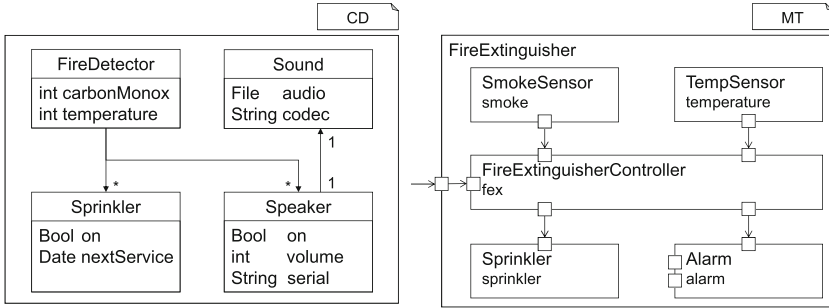 CD
FireDetector
int carbonMonox
int temperature
Sound
File audio
String codec
1
1
*
*
Sprinkler
Bool on
Date nextService
Speaker
Bool on
int volume
String serial
MT
FireExtinguisher
SmokeSensor
smoke
TempSensor
temperature
FireExtinguisherController
fex
Sprinkler
sprinkler
Alarm
alarm